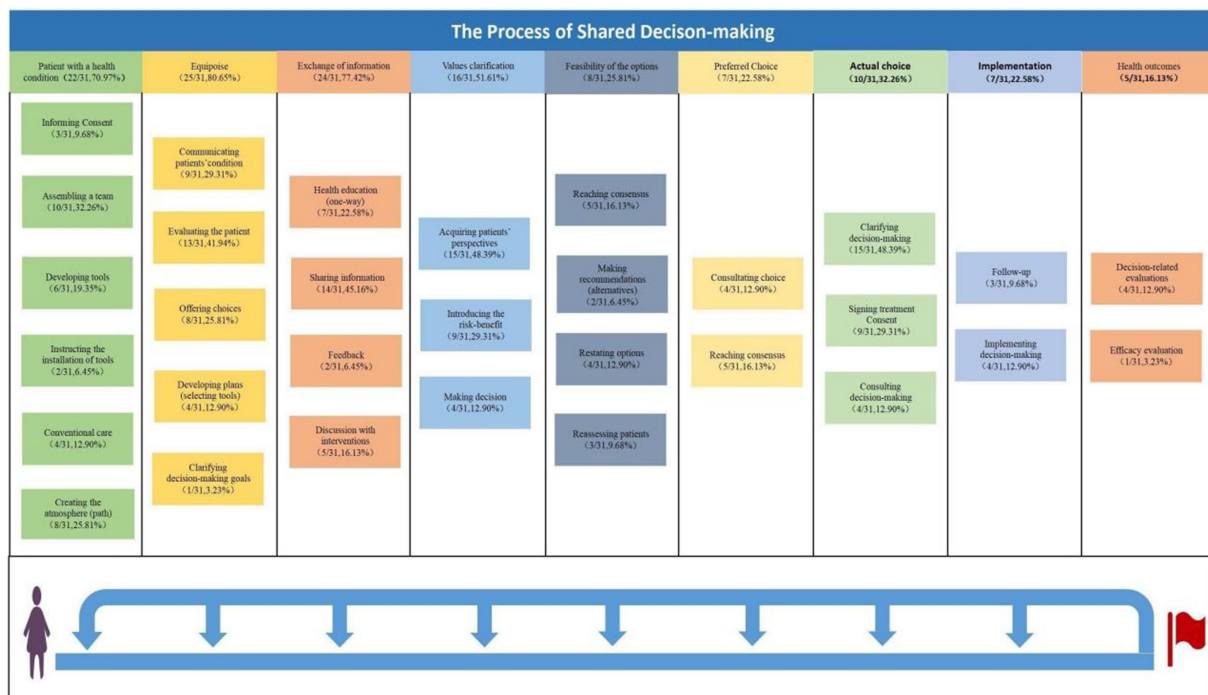 The Process of Shared Decison-making
Patient with a health
condition（22/31,70.97%）
Equipoise
（25/31,80.65%）
Exchange of information
（24/31,77.42%）
Values clarification
（16/31,51.61%）
Feasibility of the options
（8/31,25.81%）
Preferred Choice
（7/31,22.58%）
Actual choice
（10/31,32.26%）
Implementation
（7/31,22.58%）
Health outcomes
（5/31,16.13%）
Informing Consent
（3/31,9.68%）
Assembling a team
（10/31,32.26%）
Developing tools
（6/31,19.35%）
Instructing the
installation of tools
（2/31,6.45%）
Conventional care
（4/31,12.90%）
Creating the
atmosphere (path)
（8/31,25.81%）
Communicating
patients’condition
（9/31,29.31%）
Evaluating the patient
（13/31,41.94%）
Offering choices
（8/31,25.81%）
Developing plans
(selecting tools)
（4/31,12.90%）
Clarifying
decision-making goals
（1/31,3.23%）
Health education
(one-way)
（7/31,22.58%）
Sharing information
（14/31,45.16%）
Feedback
（2/31,6.45%）
Discussion with
interventions
（5/31,16.13%）
Acquiring patients’
perspectives
（15/31,48.39%）
Introducing the
risk-benefit
（9/31,29.31%）
Making decision
（4/31,12.90%）
Reaching consensus
（5/31,16.13%）
Making
recommendations
(alternatives)
（2/31,6.45%）
Restating options
（4/31,12.90%）
Reassessing patients
（3/31,9.68%）
Consultating choice
（4/31,12.90%）
Reaching consensus
（5/31,16.13%）
Clarifying
decision-making
（15/31,48.39%）
Signing treatment
Consent
（9/31,29.31%）
Consulting
decision-making
（4/31,12.90%）
Follow-up
（3/31,9.68%）
Implementing
decision-making
（4/31,12.90%）
Decision-related
evaluations
（4/31,12.90%）
Efficacy evaluation
（1/31,3.23%）